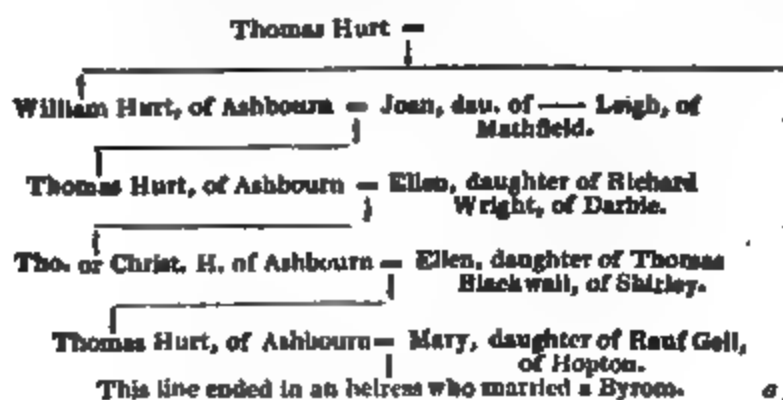 Thomas Hurt =
William Hurt, of Ashbourn = Joan, dau. of —— Leigh, of
Mathfield.
Thomas Hurt, of Ashbourn = Ellen, daughter of Richard
Wright, of Darbie.
Tho. or Christ. H. of Ashbourn = Ellen, daughter of Thomas
Blackwall, of Shirley.
Thomas Hurt, of Ashbourn = Mary, daughter of Rauf Gell,
of Hopton.
This line ended in an heiress who married a Byrom. a